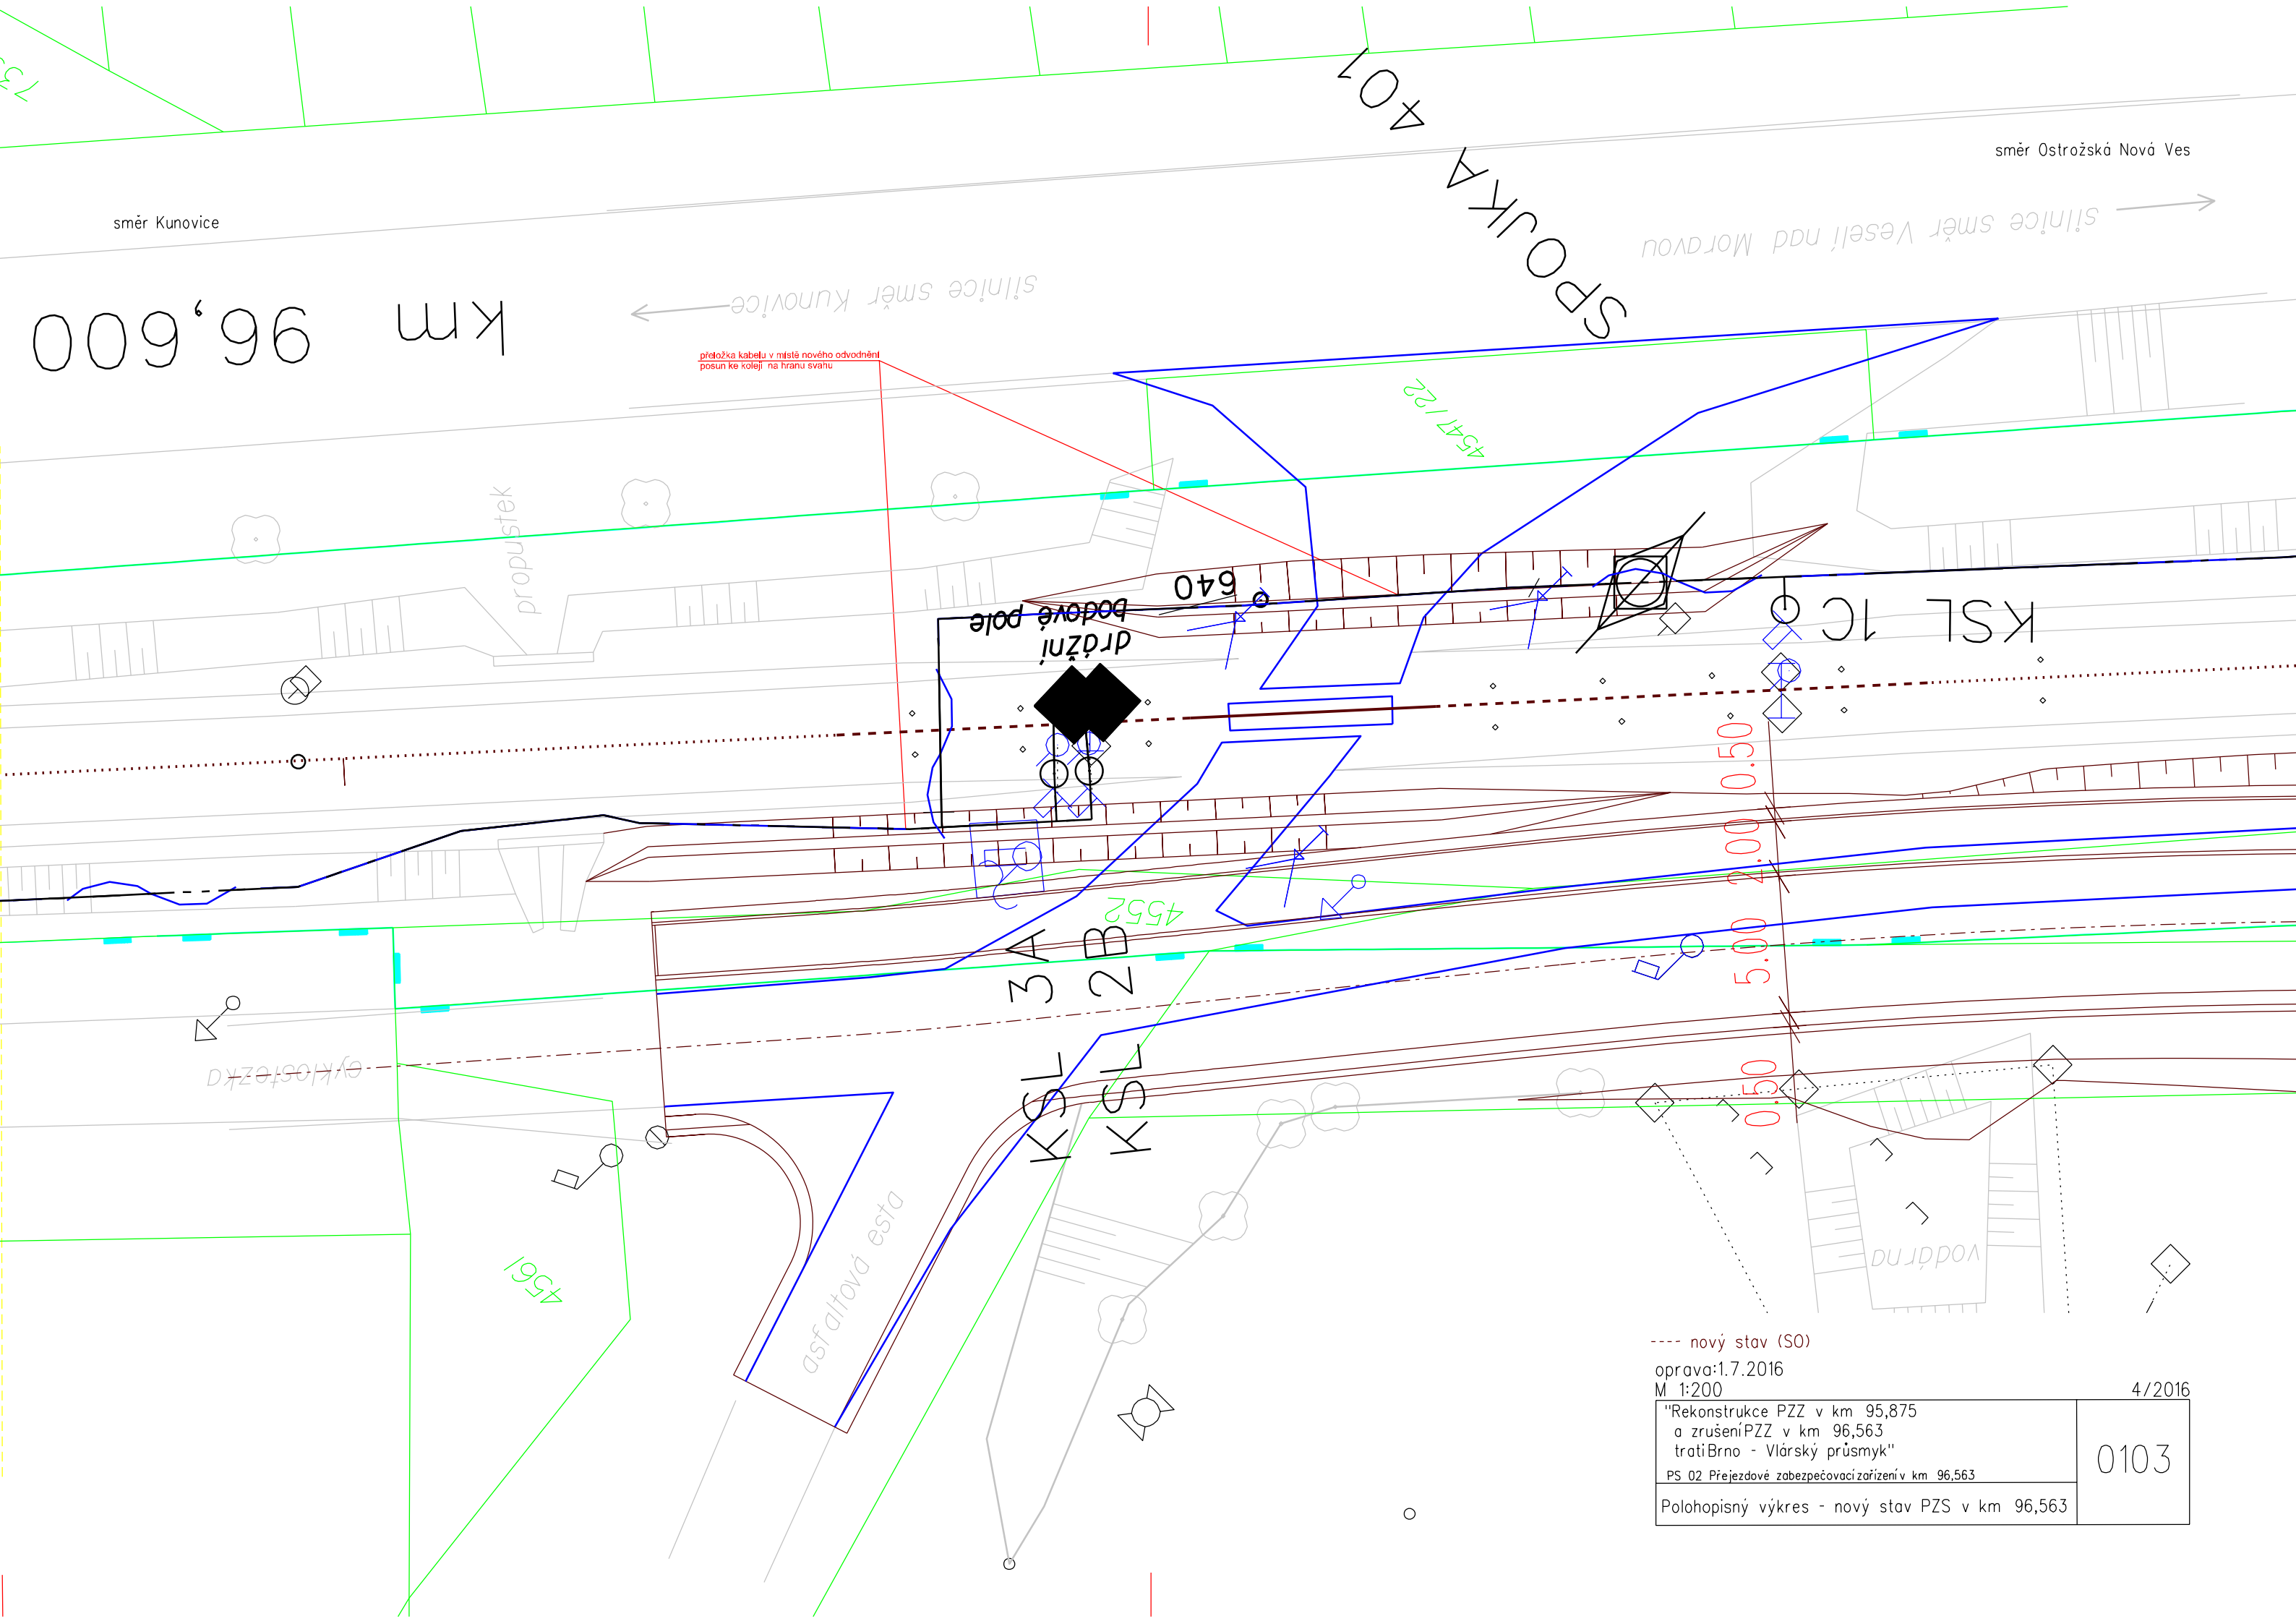 SPOJKA 401
směr Ostrožská Nová Ves
směr Kunovice
silnice směr Veselí nad Moravou
silnice směr Kunovice
km 96,600
přeložka kabelu v místě nového odvodnění
posun ke kolejí na hranu svahu
4547/22
propustek
640
drážní
bodové pole
KSL 1C
0.50
2.00
5.00
0.50
4552
KSL 3A
KSL 2B
cyklostezka
4561
asfaltová cesta
vodárna
---- nový stav (SO)
oprava:1.7.2016
M 1:200
4/2016
"Rekonstrukce PZZ v km 95,875
a zrušení PZZ v km 96,563
trati Brno - Vlárský průsmyk"
PS 02 Přejezdové zabezpečovací zařízení v km 96,563
0103
Polohopisný výkres - nový stav PZS v km 96,563